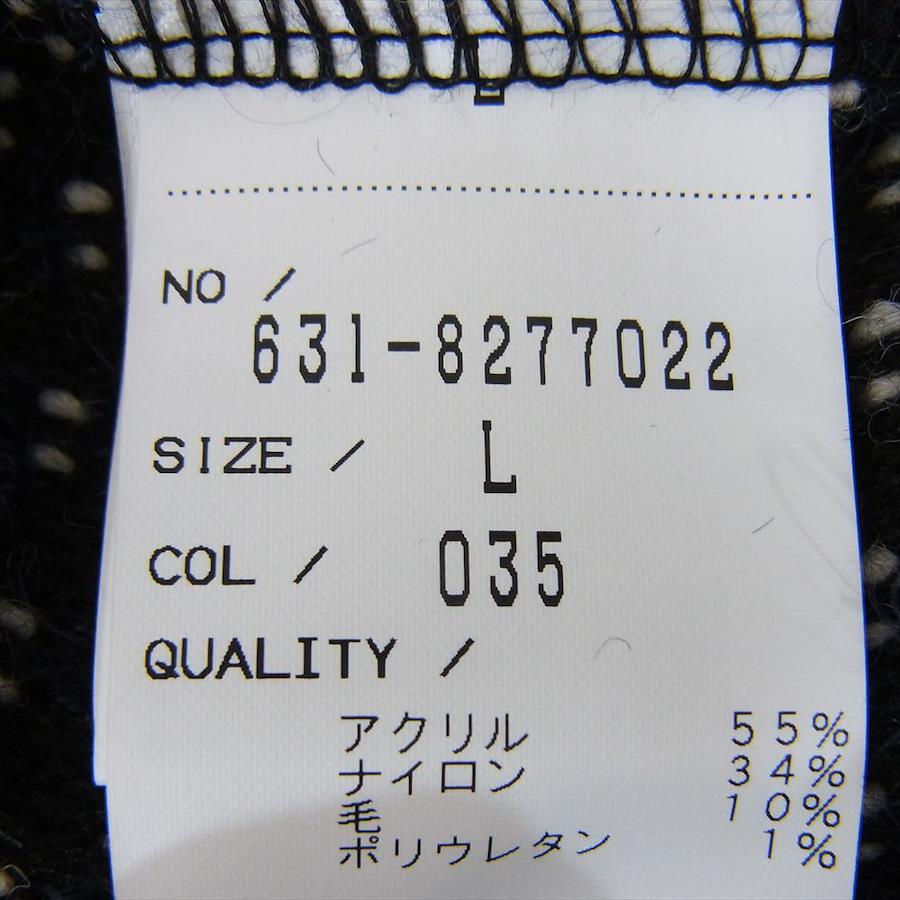 NO /
631-8277022
SIZE / L
COL / 035
QUALITY /
アクリル 55%
ナイロン 34%
毛 10%
ポリウレタン 1%